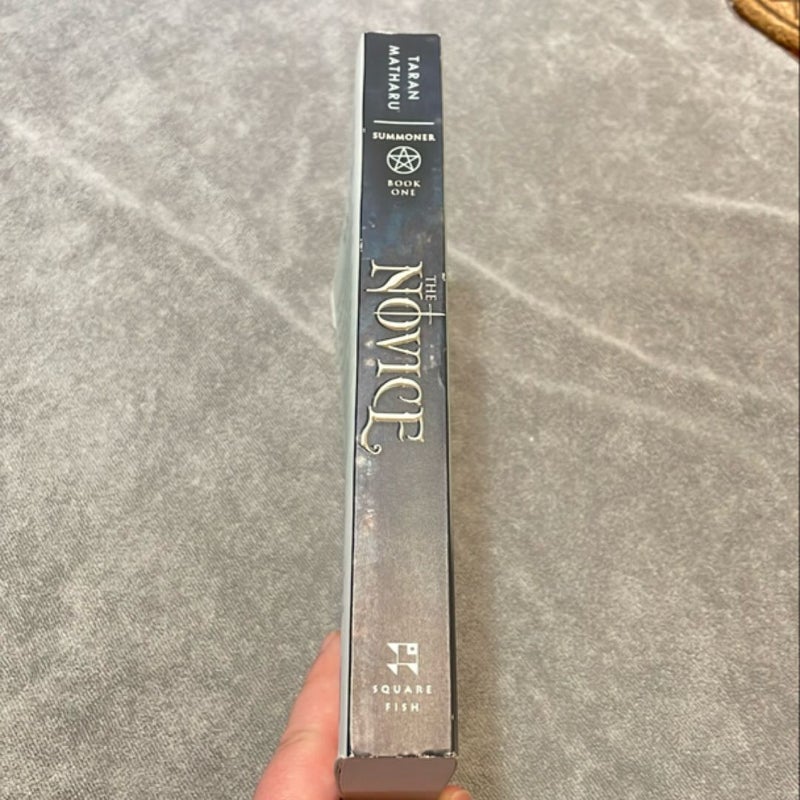 TARAN
MATHARU
SUMMONER
BOOK
ONE
THE
NOVICE
SQUARE
FISH